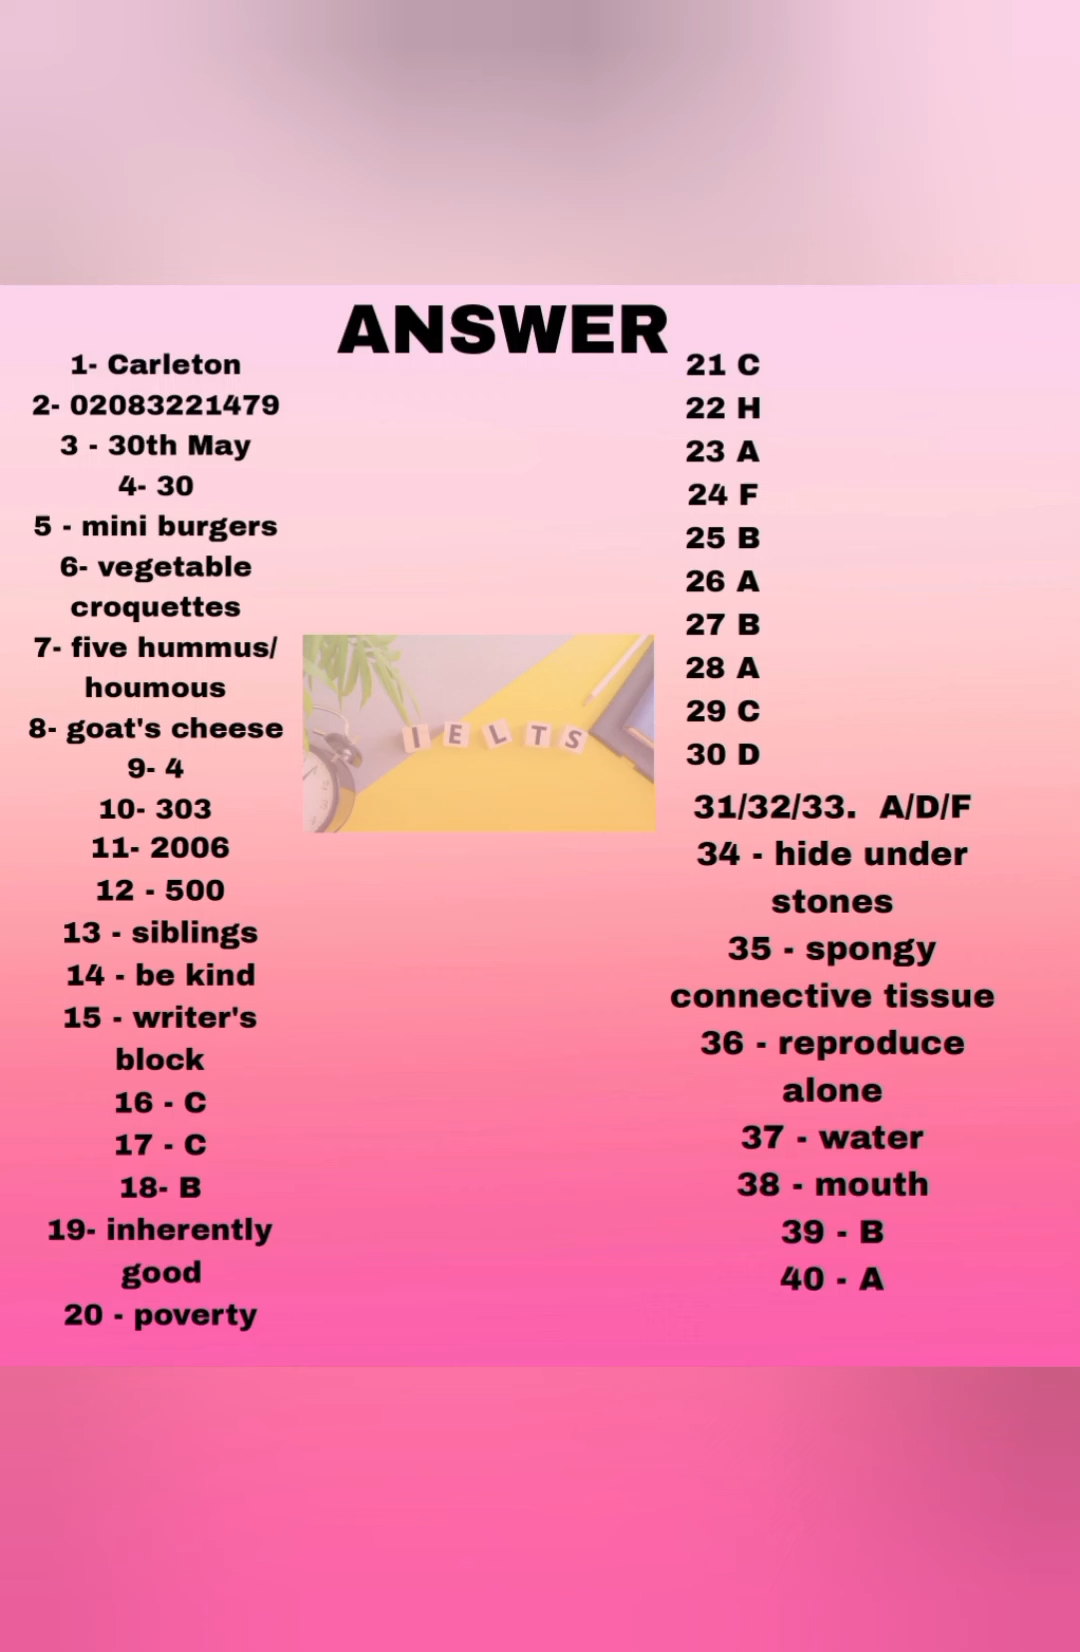 ANSWER
1- Carleton
2- 02083221479
3 - 30th May
4- 30
5 - mini burgers
6- vegetable
croquettes
7- five hummus/
houmous
8- goat's cheese
9- 4
10- 303
11- 2006
12 - 500
13 - siblings
14 - be kind
15 - writer's
block
16 - C
17 - C
18- B
19- inherently
good
20 - poverty
IELTS
21 C
22 H
23 A
24 F
25 B
26 A
27 B
28 A
29 C
30 D
31/32/33. A/D/F
34 - hide under
stones
35 - spongy
connective tissue
36 - reproduce
alone
37 - water
38 - mouth
39 - B
40 - A